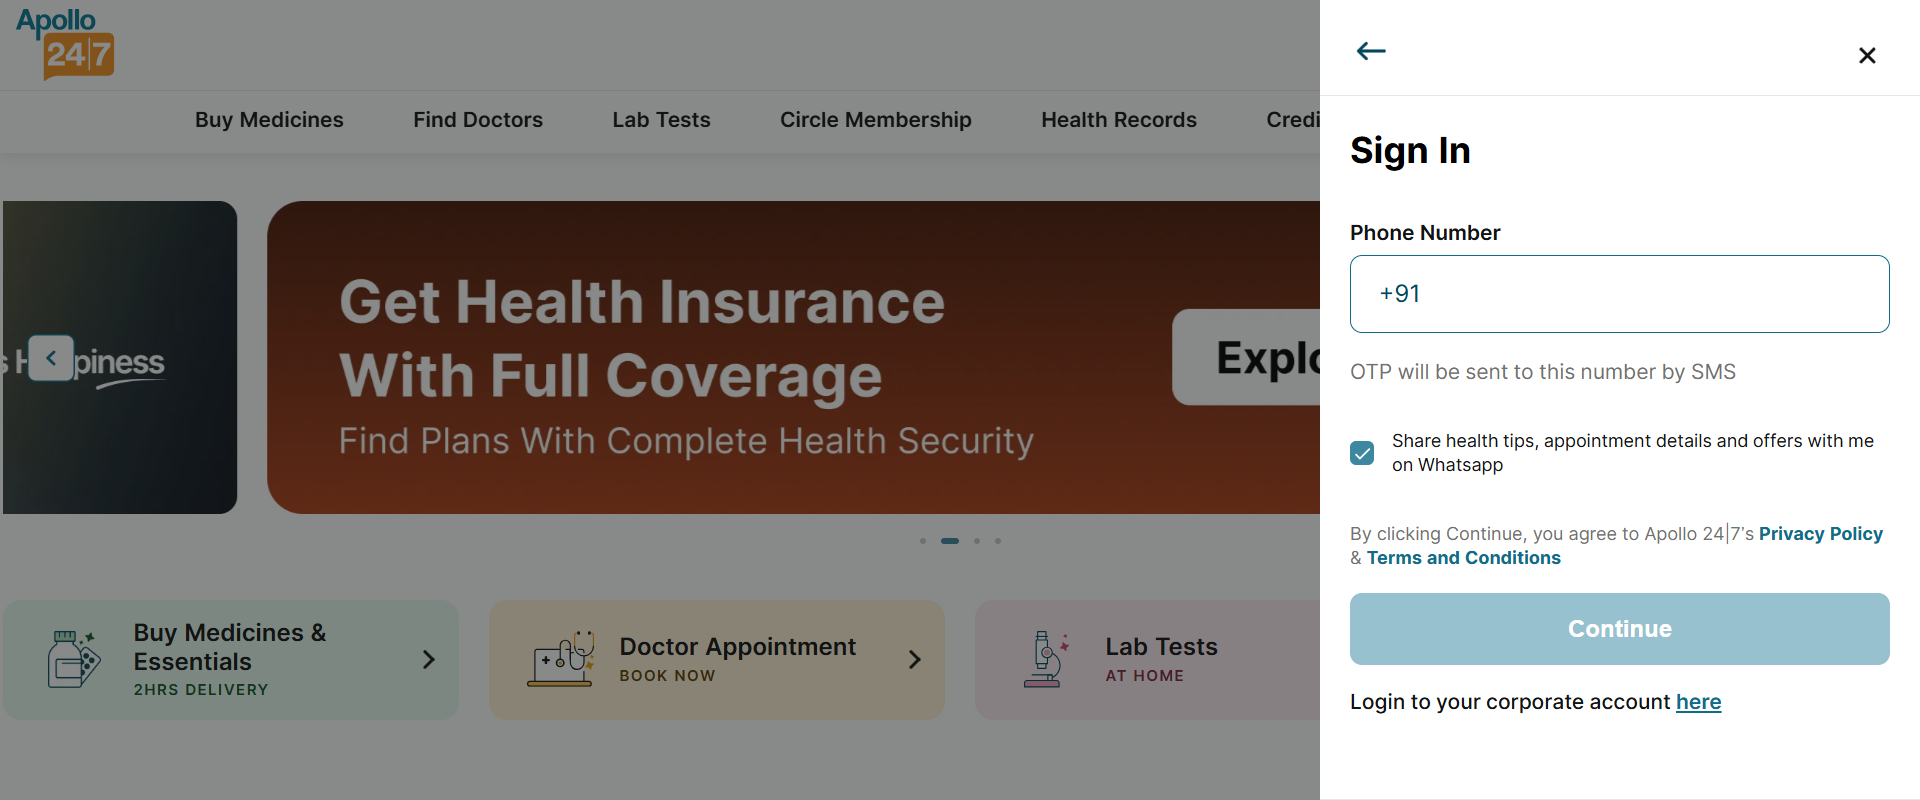 Apollo
24|7
Buy Medicines
Find Doctors
Lab Tests
Circle Membership
Health Records
Credi
s H
piness
Get Health Insurance
With Full Coverage
Find Plans With Complete Health Security
Explo
Buy Medicines &
Essentials
2HRS DELIVERY
Doctor Appointment
BOOK NOW
Lab Tests
AT HOME
Sign In
Phone Number
+91
OTP will be sent to this number by SMS
Share health tips, appointment details and offers with me
on Whatsapp
By clicking Continue, you agree to Apollo 24|7's Privacy Policy
& Terms and Conditions
Continue
Login to your corporate account here